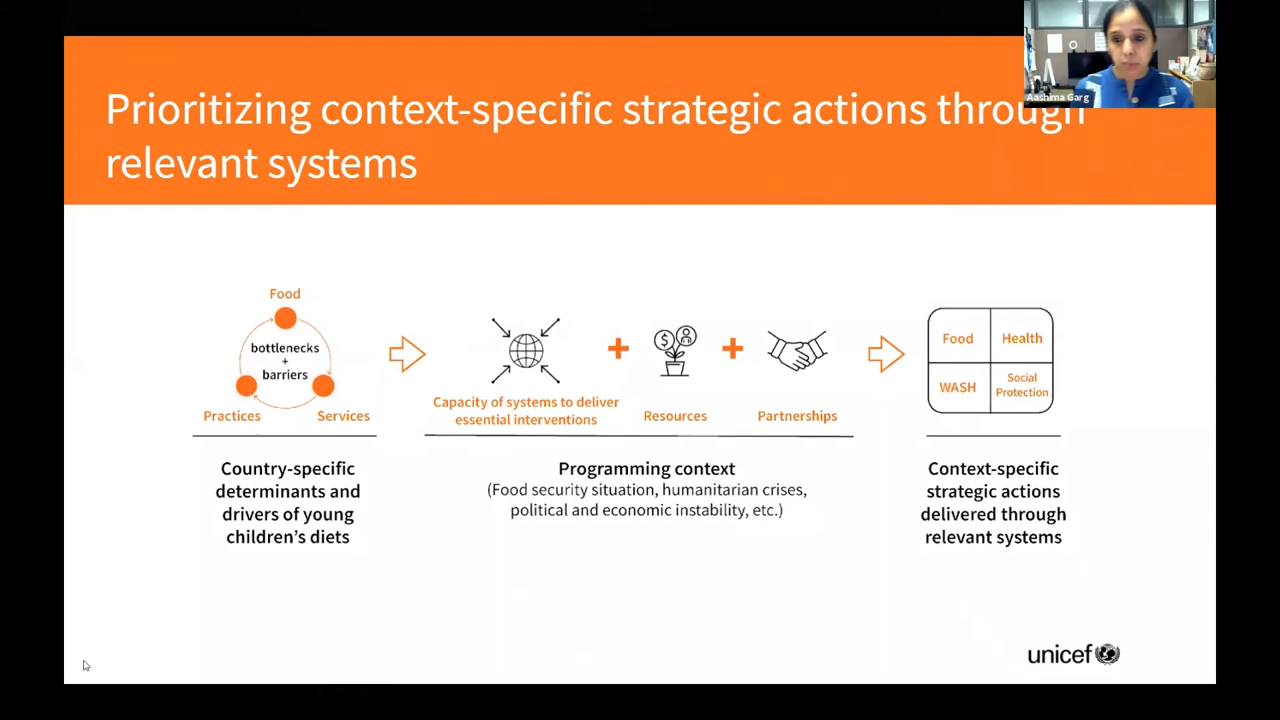 Prioritizing context-specific strategic actions through
relevant systems
Aashima Garg
Food
bottlenecks
+
barriers
Practices
Services
Country-specific
determinants and
drivers of young
children's diets
+
+
Capacity of systems to deliver
essential interventions
Resources
Partnerships
Programming context
(Food security situation, humanitarian crises,
political and economic instability, etc.)
Food
Health
WASH
Social
Protection
Context-specific
strategic actions
delivered through
relevant systems
unicef